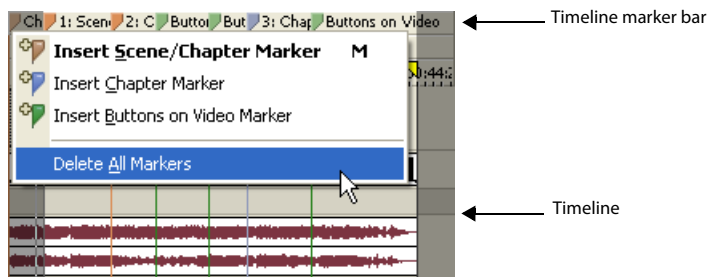 Ch 1: Scen 2: C Button But 3: Chap Buttons on Video
Timeline marker bar
Insert Scene/Chapter Marker M
Insert Chapter Marker
Insert Buttons on Video Marker
Delete All Markers
Timeline